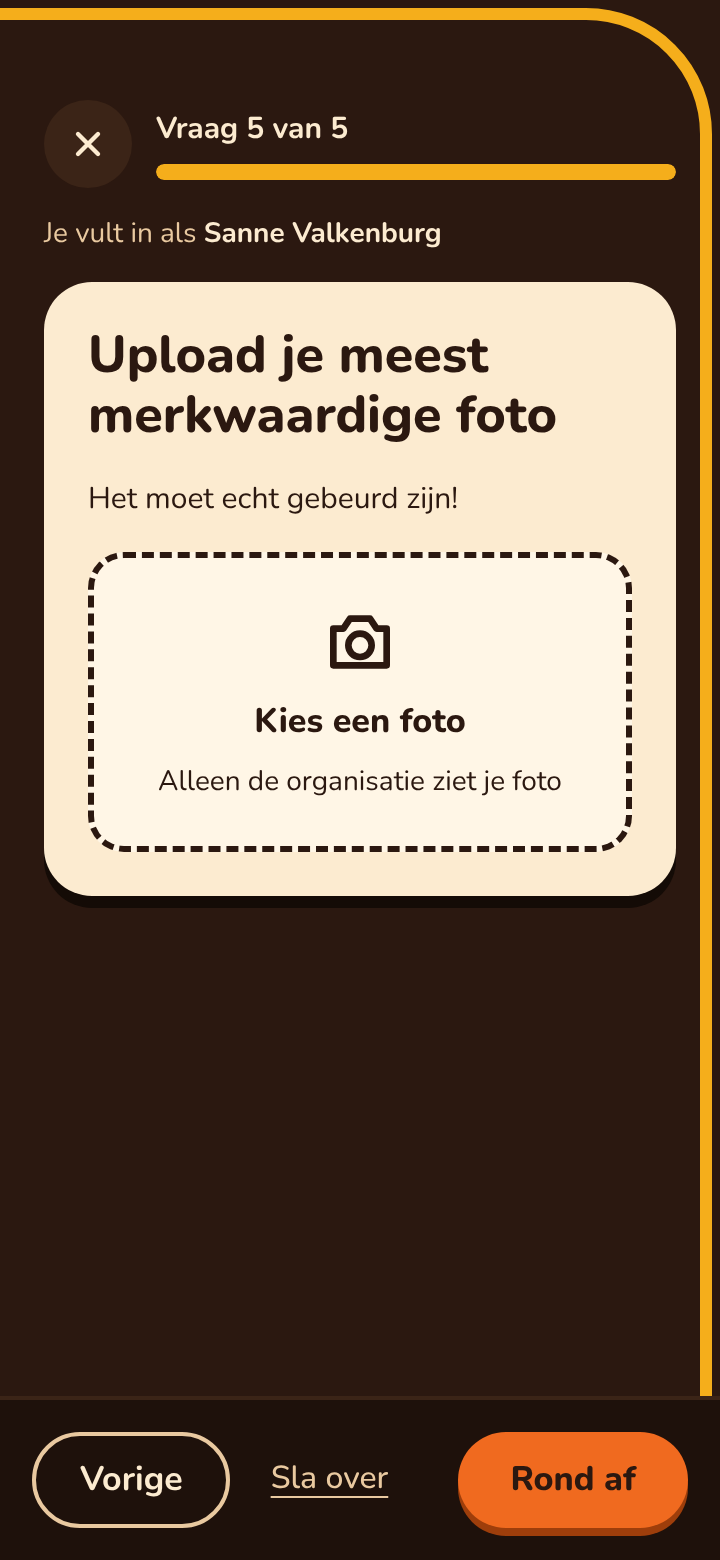 Vraag 5 van 5
Je vult in als Sanne Valkenburg
Upload je meest
merkwaardige foto
Het moet echt gebeurd zijn!
Kies een foto
Alleen de organisatie ziet je foto
Vorige
Sla over
Rond af